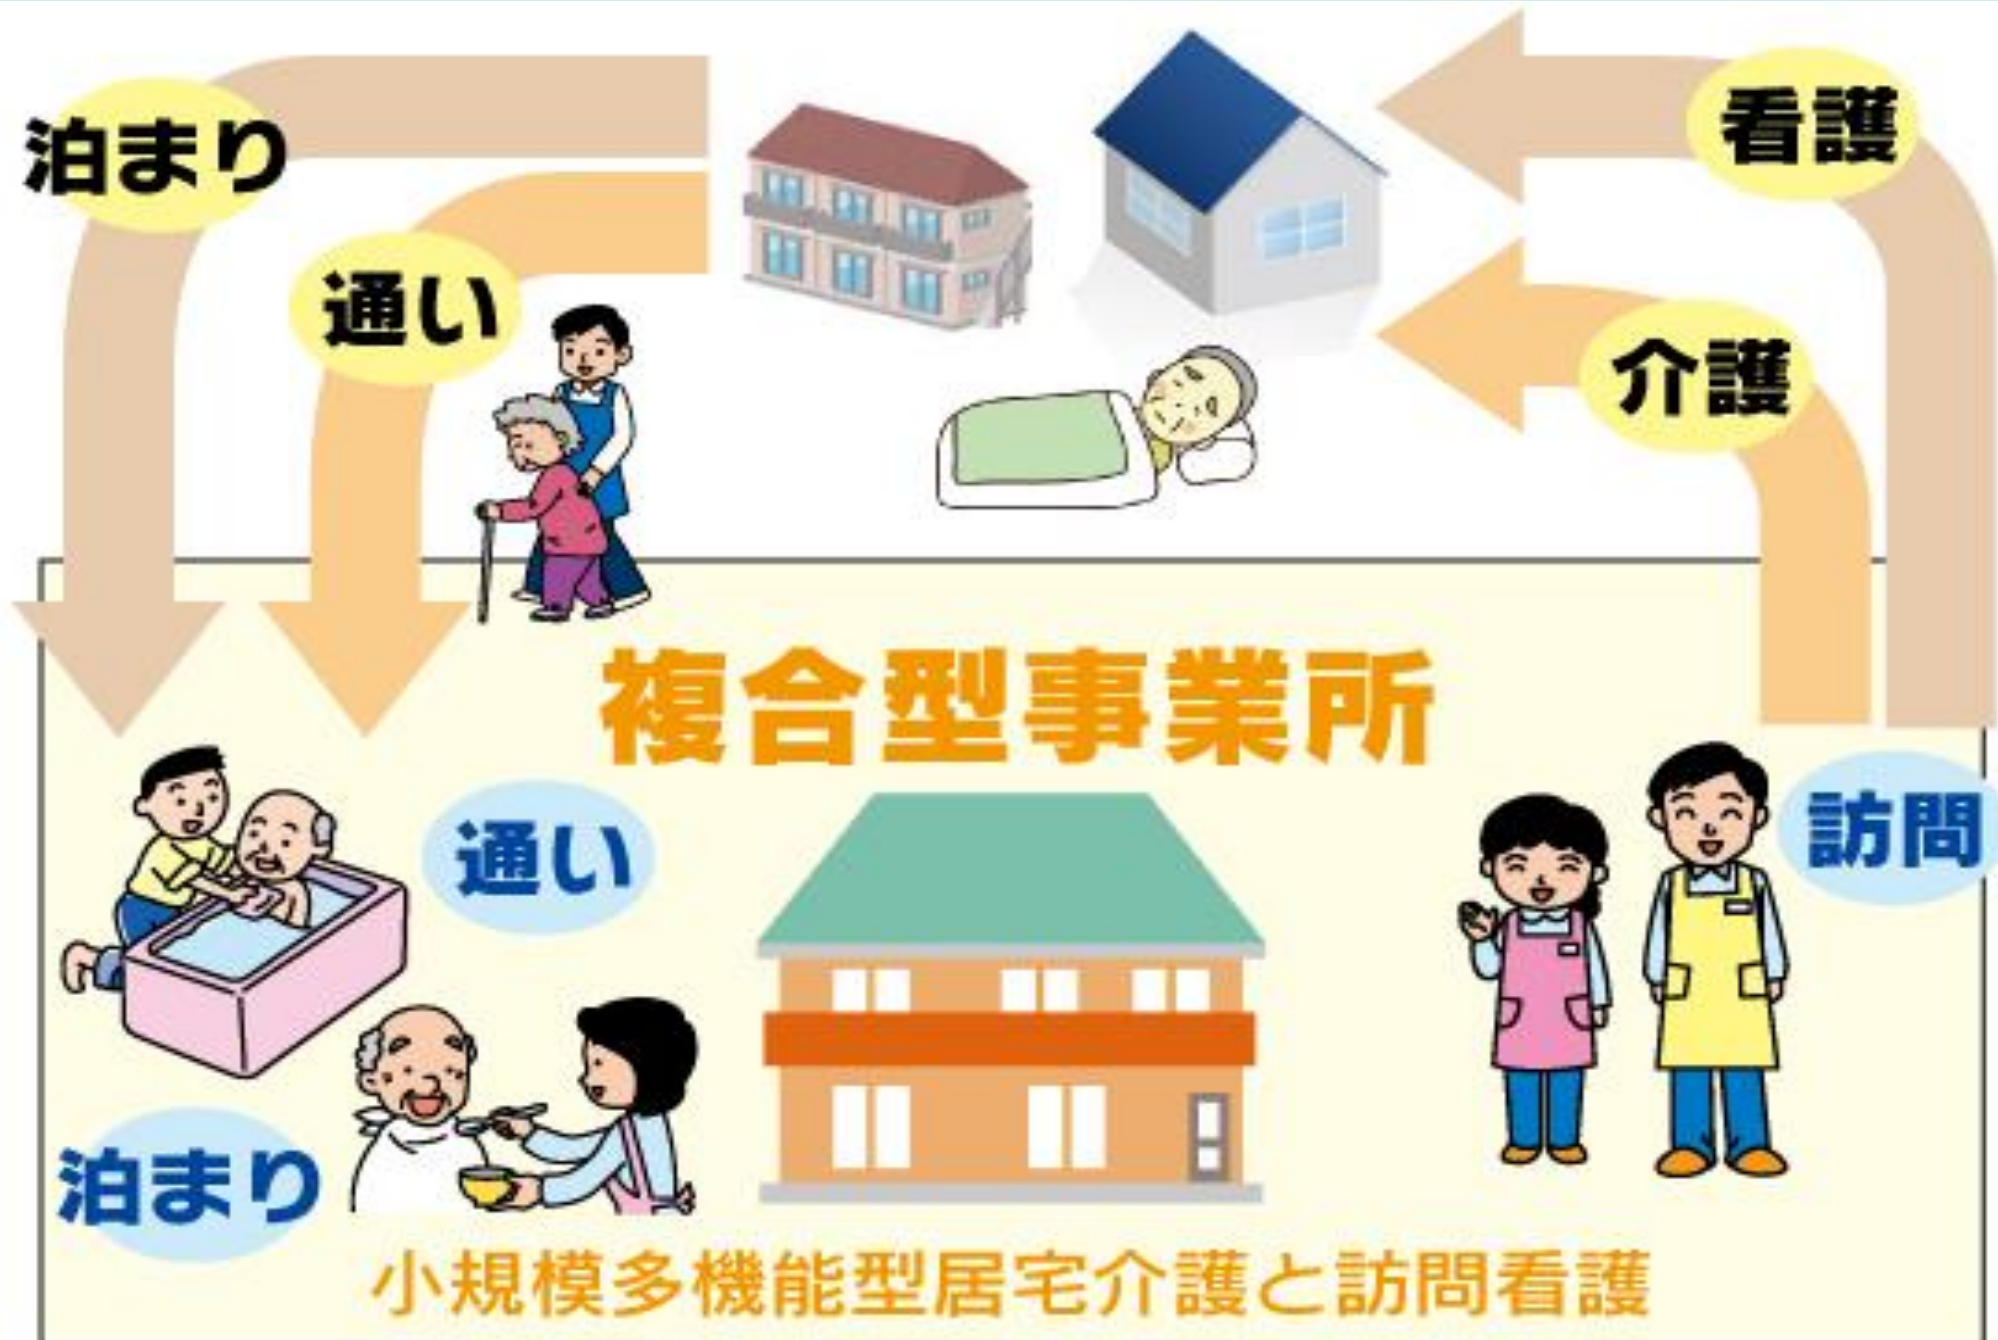 泊まり
看護
通い
介護
複合型事業所
通い
訪問
泊まり
小規模多機能型居宅介護と訪問看護